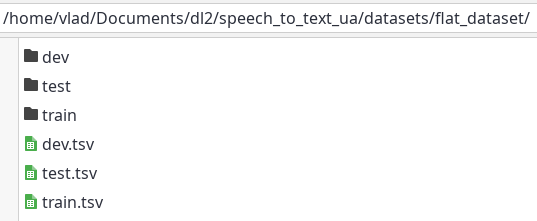 /home/vlad/Documents/dl2/speech_to_text_ua/datasets/flat_dataset/
dev
test
train
dev.tsv
test.tsv
train.tsv